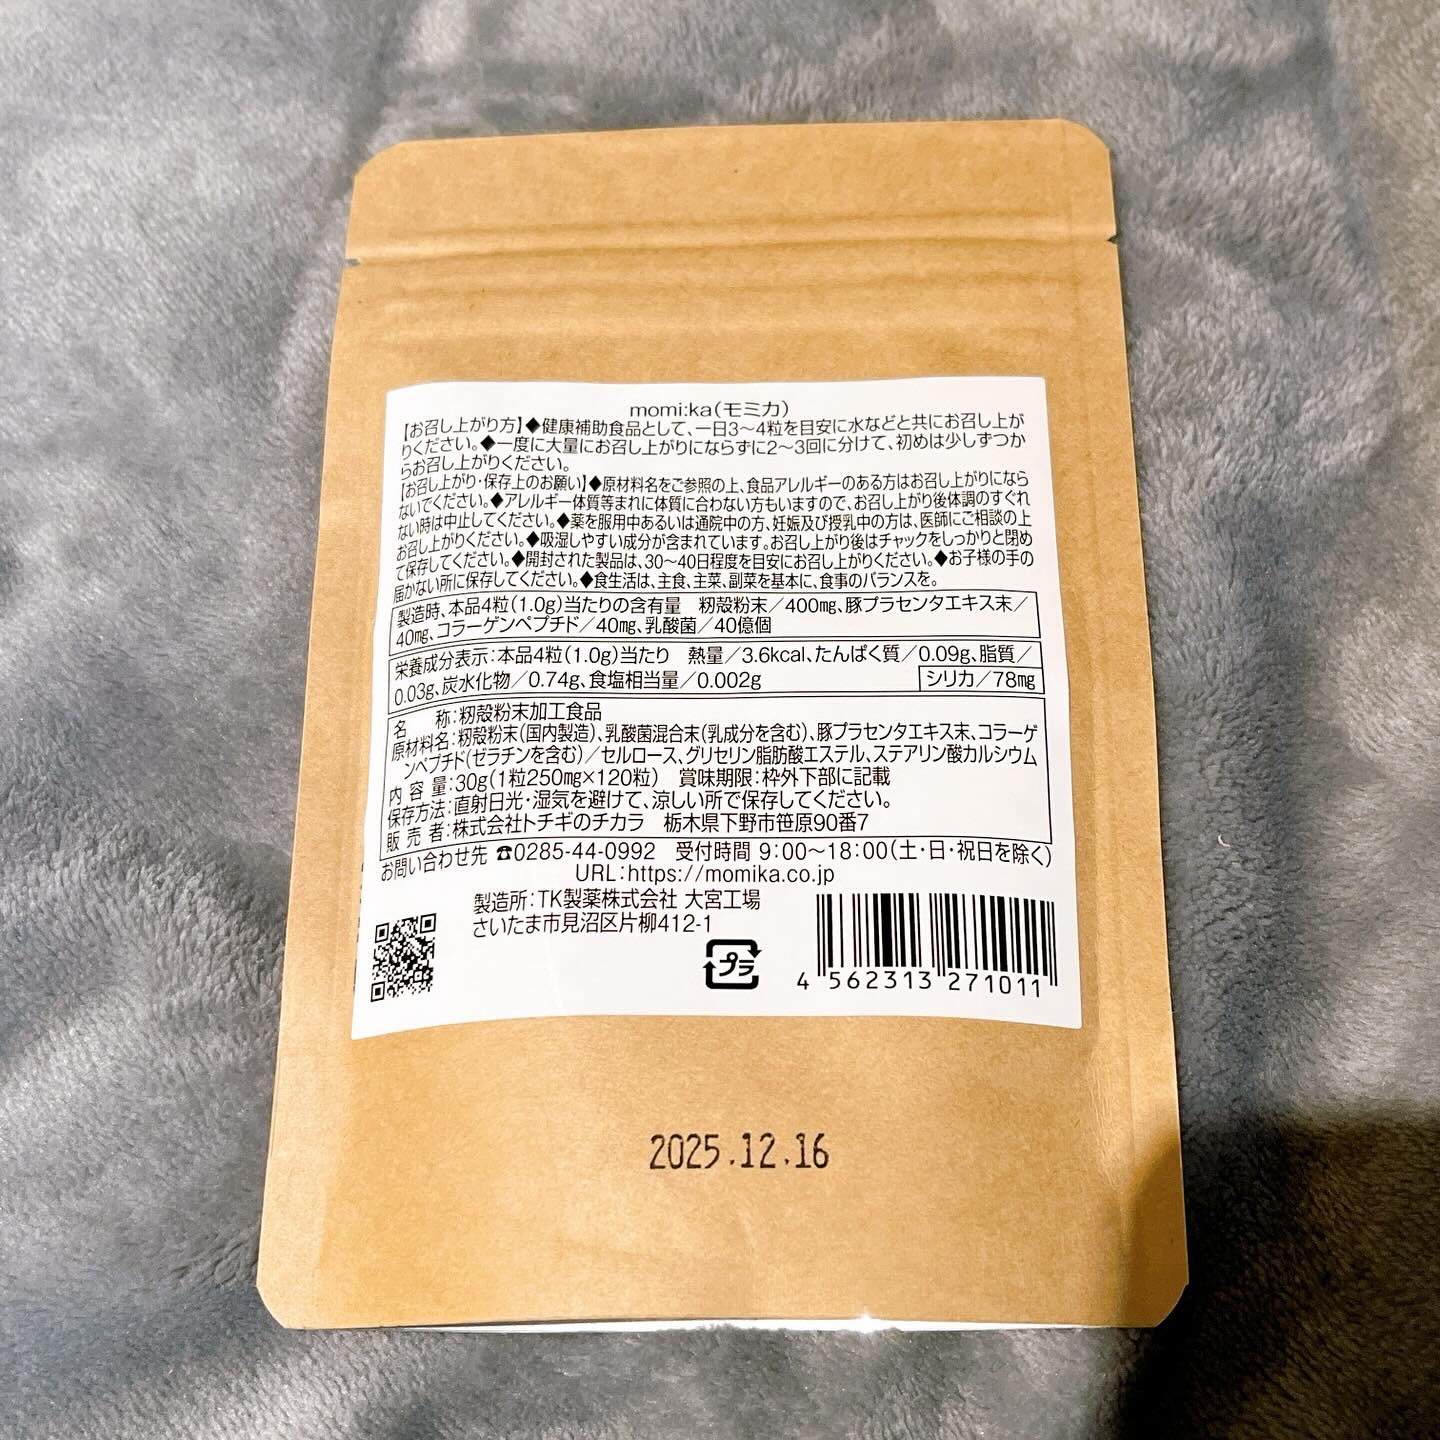 momi:ka(モミカ)
【お召し上がり方】◆健康補助食品として、一日3〜4粒を目安に水などと共にお召し上が
りください。◆一度に大量にお召し上がりにならずに2〜3回に分けて、初めは少しずつか
らお召し上がりください。
【お召し上がり・保存上のお願い】◆原材料名をご参照の上、食品アレルギーのある方はお召し上がりになら
ないでください。◆アレルギー体質等まれに体質に合わない方もいますので、お召し上がり後体調のすぐれ
ない時は中止してください。◆薬を服用中あるいは通院中の方、妊娠及び授乳中の方は、医師にご相談の上
お召し上がりください。◆吸湿しやすい成分が含まれています。お召し上がり後はチャックをしっかりと閉め
て保存してください。◆開封された製品は、30〜40日程度を目安にお召し上がりください。◆お子様の手の
届かない所に保存してください。◆食生活は、主食、主菜、副菜を基本に、食事のバランスを。
製造時、本品4粒(1.0g)当たりの含有量 籾殻粉末/400mg、豚プラセンタエキス末/
40mg、コラーゲンペプチド/40mg、乳酸菌/40億個
栄養成分表示:本品4粒(1.0g)当たり 熱量/3.6kcal、たんぱく質/0.09g、脂質/
0.03g、炭水化物/0.74g、食塩相当量/0.002g シリカ/78mg
名 称:籾殻粉末加工食品
原材料名:籾殻粉末(国内製造)、乳酸菌混合末(乳成分を含む)、豚プラセンタエキス末、コラーゲ
ンペプチド(ゼラチンを含む)/セルロース、グリセリン脂肪酸エステル、ステアリン酸カルシウム
内 容 量:30g(1粒250mg×120粒) 賞味期限:枠外下部に記載
保存方法:直射日光・湿気を避けて、涼しい所で保存してください。
販 売 者:株式会社トチギのチカラ 栃木県下野市笹原90番7
お問い合わせ先 ☎0285-44-0992 受付時間 9:00〜18:00(土・日・祝日を除く)
URL:https://momika.co.jp
製造所:TK製薬株式会社 大宮工場
さいたま市見沼区片柳412-1
プラ
4 562313 271011
2025.12.16